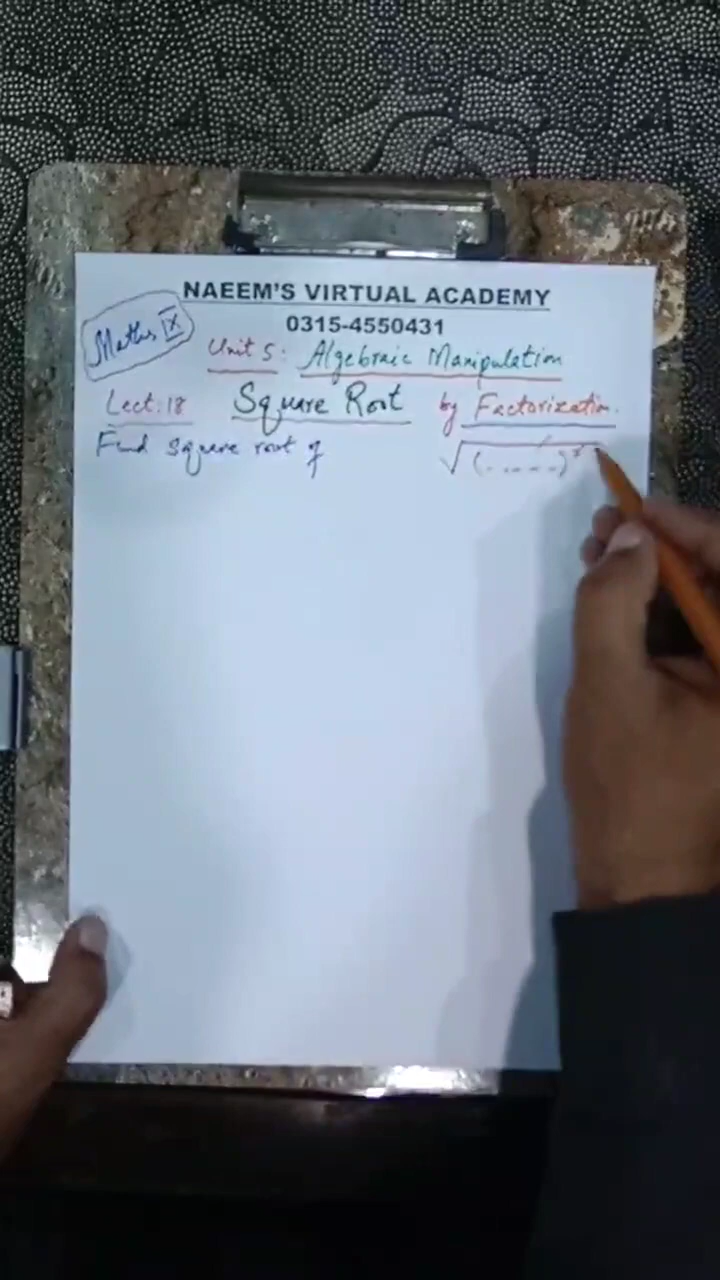 NAEEM'S VIRTUAL ACADEMY
0315-4550431
Maths IX
Unit 5: Algebraic Manipulation
Lect: 18 Square Root by Factorization.
Find square root of √(.....)²